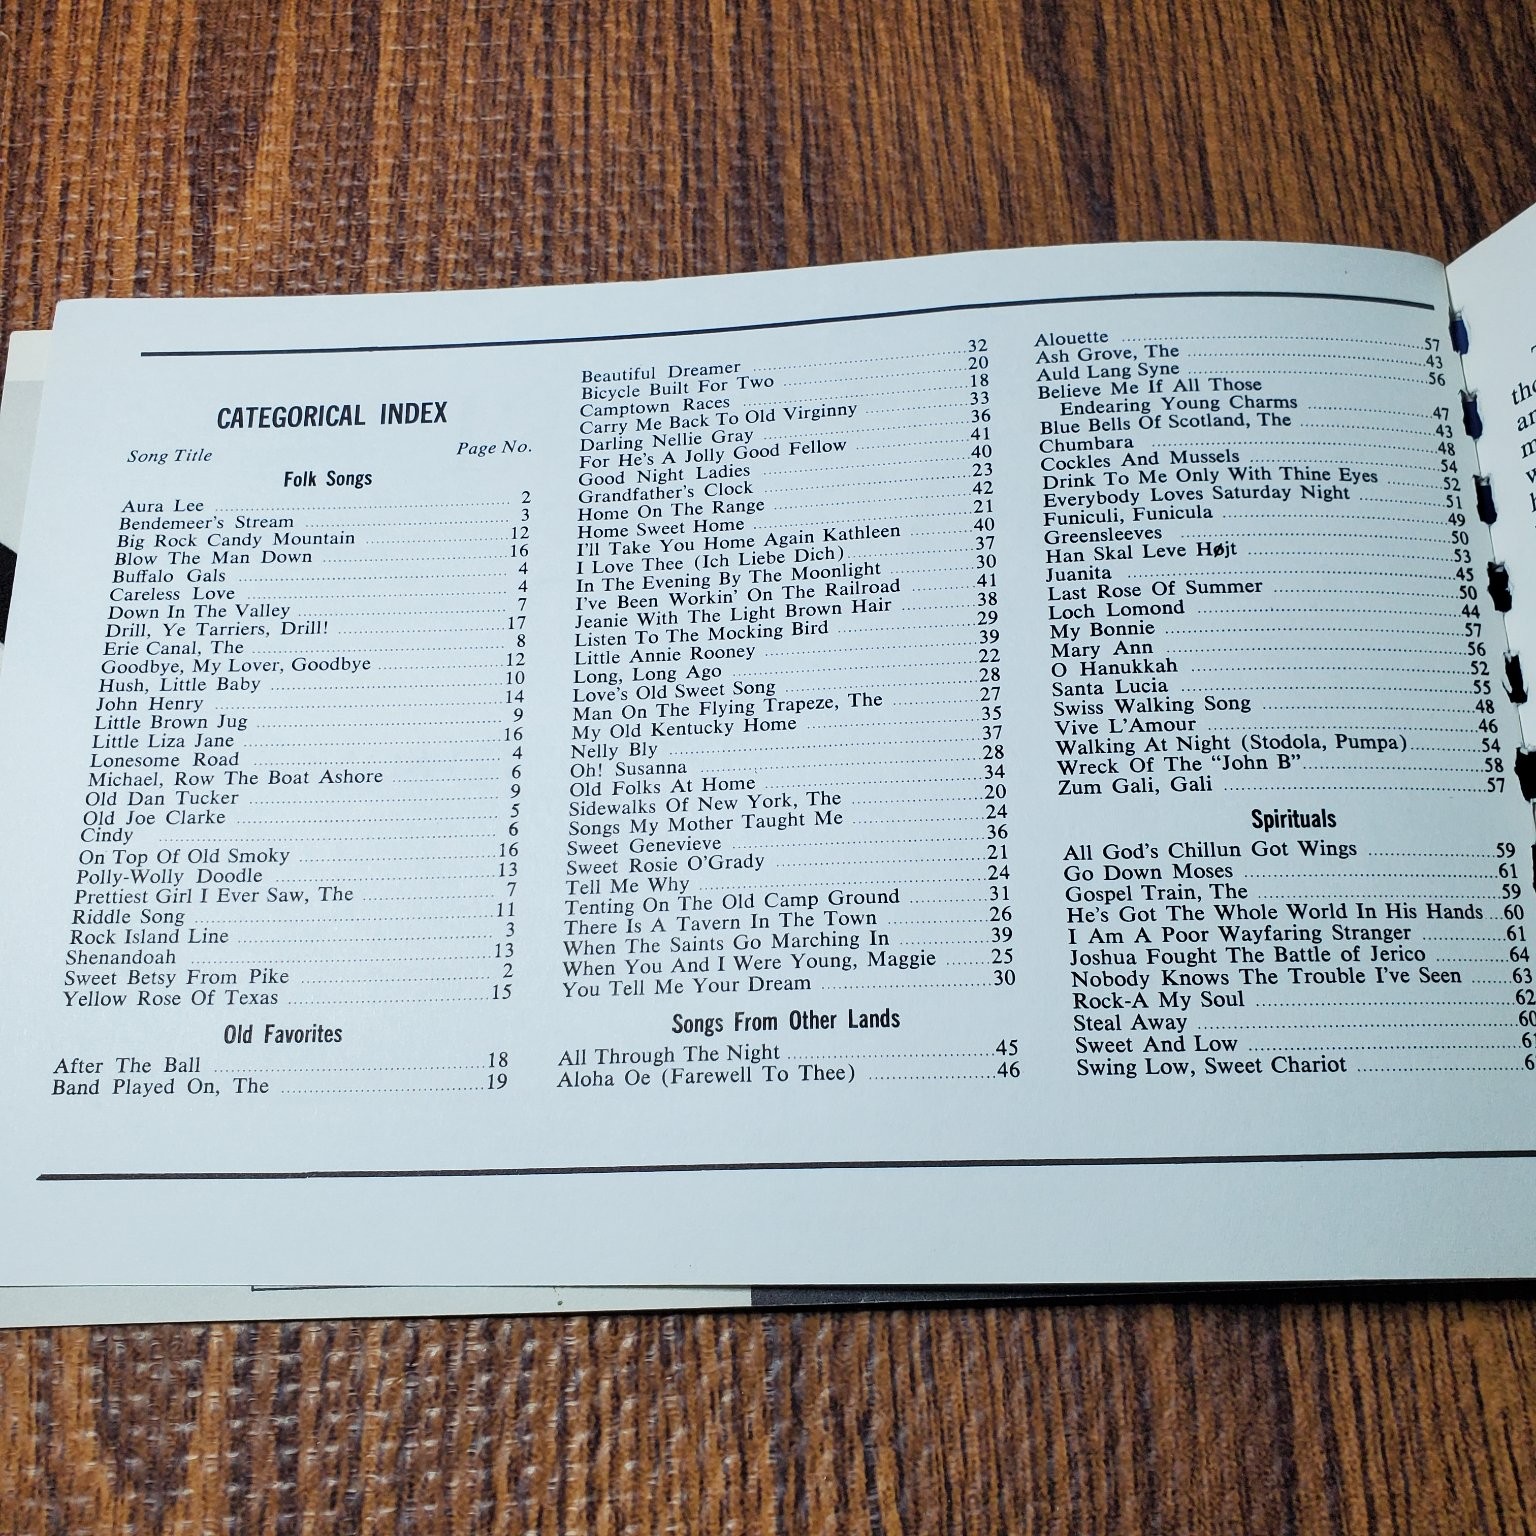 CATEGORICAL INDEX
Song Title Page No.
Folk Songs
Aura Lee 2
Bendemeer's Stream 3
Big Rock Candy Mountain 12
Blow The Man Down 16
Buffalo Gals 4
Careless Love 4
Down In The Valley 7
Drill, Ye Tarriers, Drill! 17
Erie Canal, The 8
Goodbye, My Lover, Goodbye 12
Hush, Little Baby 10
John Henry 14
Little Brown Jug 9
Little Liza Jane 16
Lonesome Road 4
Michael, Row The Boat Ashore 6
Old Dan Tucker 9
Old Joe Clarke 5
Cindy 6
On Top Of Old Smoky 16
Polly-Wolly Doodle 13
Prettiest Girl I Ever Saw, The 7
Riddle Song 11
Rock Island Line 3
Shenandoah 13
Sweet Betsy From Pike 2
Yellow Rose Of Texas 15
Old Favorites
After The Ball 18
Band Played On, The 19
Beautiful Dreamer 32
Bicycle Built For Two 20
Camptown Races 18
Carry Me Back To Old Virginny 33
Darling Nellie Gray 36
For He's A Jolly Good Fellow 41
Good Night Ladies 40
Grandfather's Clock 23
Home On The Range 42
Home Sweet Home 21
I'll Take You Home Again Kathleen 40
I Love Thee (Ich Liebe Dich) 37
In The Evening By The Moonlight 30
I've Been Workin' On The Railroad 41
Jeanie With The Light Brown Hair 38
Listen To The Mocking Bird 29
Little Annie Rooney 39
Long, Long Ago 22
Love's Old Sweet Song 28
Man On The Flying Trapeze, The 27
My Old Kentucky Home 35
Nelly Bly 37
Oh! Susanna 28
Old Folks At Home 34
Sidewalks Of New York, The 20
Songs My Mother Taught Me 24
Sweet Genevieve 36
Sweet Rosie O'Grady 21
Tell Me Why 24
Tenting On The Old Camp Ground 31
There Is A Tavern In The Town 26
When The Saints Go Marching In 39
When You And I Were Young, Maggie 25
You Tell Me Your Dream 30
Songs From Other Lands
All Through The Night 45
Aloha Oe (Farewell To Thee) 46
Alouette 57
Ash Grove, The 43
Auld Lang Syne 56
Believe Me If All Those
Endearing Young Charms 47
Blue Bells Of Scotland, The 43
Chumbara 48
Cockles And Mussels 54
Drink To Me Only With Thine Eyes 52
Everybody Loves Saturday Night 51
Funiculi, Funicula 49
Greensleeves 50
Han Skal Leve Højt 53
Juanita 45
Last Rose Of Summer 50
Loch Lomond 44
My Bonnie 57
Mary Ann 56
O Hanukkah 52
Santa Lucia 55
Swiss Walking Song 48
Vive L'Amour 46
Walking At Night (Stodola, Pumpa) 54
Wreck Of The "John B" 58
Zum Gali, Gali 57
Spirituals
All God's Chillun Got Wings 59
Go Down Moses 61
Gospel Train, The 59
He's Got The Whole World In His Hands 60
I Am A Poor Wayfaring Stranger 61
Joshua Fought The Battle of Jerico 64
Nobody Knows The Trouble I've Seen 63
Rock-A My Soul 62
Steal Away 60
Sweet And Low
Swing Low, Sweet Chariot